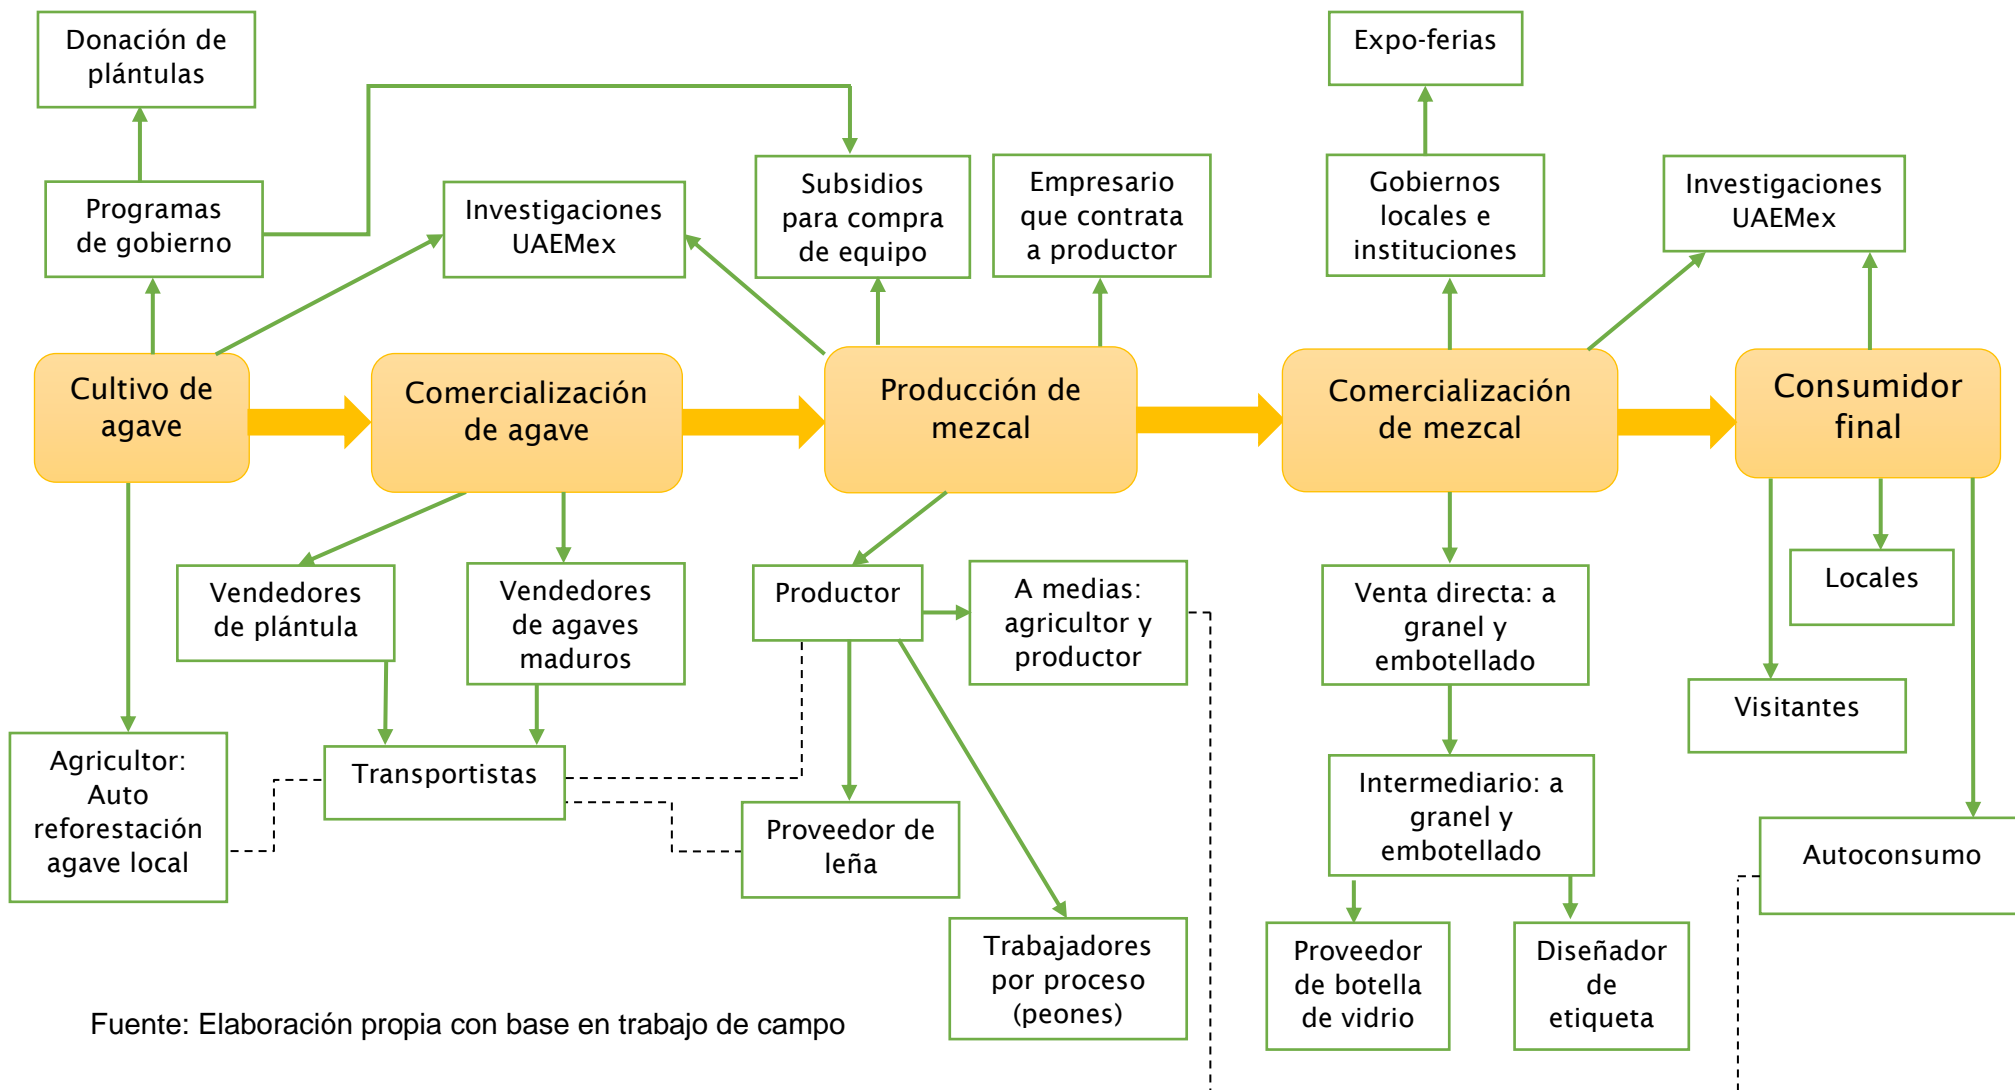 Donación de
plántulas
Expo-ferias
Programas
de gobierno
Investigaciones
UAEMex
Subsidios
para compra
de equipo
Empresario
que contrata
a productor
Gobiernos
locales e
instituciones
Investigaciones
UAEMex
Cultivo de
agave
Comercialización
de agave
Producción de
mezcal
Comercialización
de mezcal
Consumidor
final
Vendedores
de plántula
Vendedores
de agaves
maduros
Productor
A medias:
agricultor y
productor
Venta directa: a
granel y
embotellado
Locales
Visitantes
Agricultor:
Auto
reforestación
agave local
Transportistas
Proveedor de
leña
Intermediario: a
granel y
embotellado
Autoconsumo
Trabajadores
por proceso
(peones)
Proveedor
de botella
de vidrio
Diseñador
de
etiqueta
Fuente: Elaboración propia con base en trabajo de campo